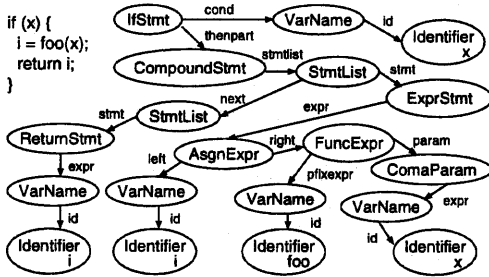 if (x) {
i = foo(x);
return i;
}
IfStmt
cond
VarName
id
Identifier
x
thenpart
CompoundStmt
stmtlist
StmtList
stmt
ExprStmt
next
expr
StmtList
stmt
ReturnStmt
AsgnExpr
right
FuncExpr
param
ComaParam
expr
left
pfixexpr
expr
VarName
VarName
VarName
VarName
id
id
id
id
Identifier
i
Identifier
i
Identifier
foo
Identifier
x